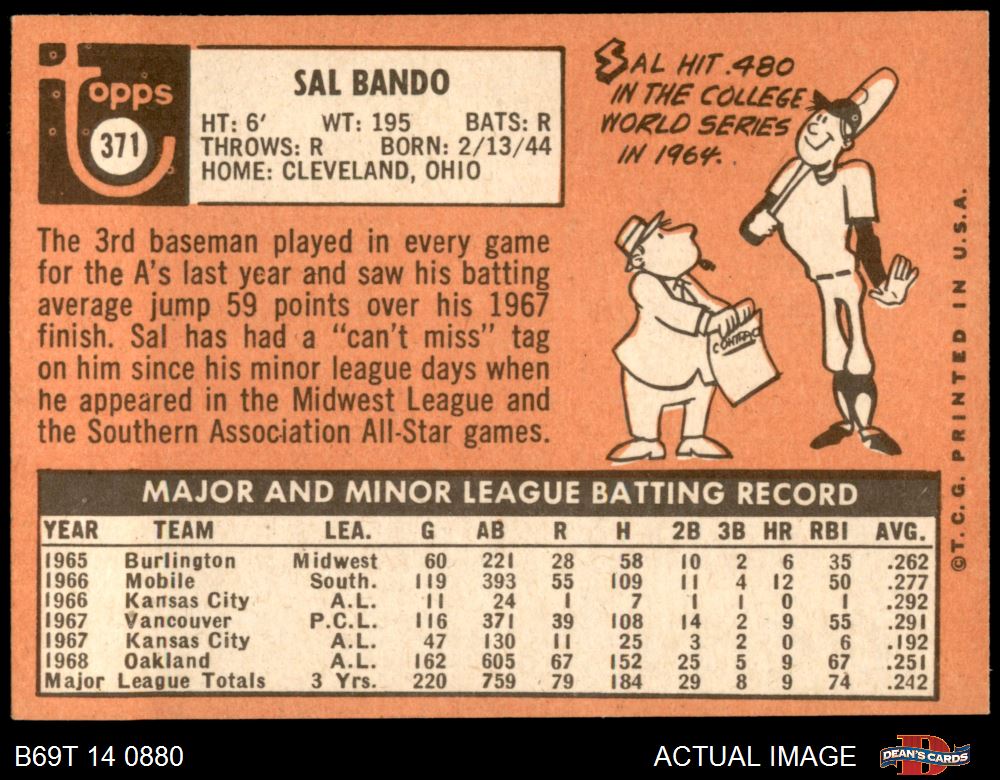 topps
371
SAL BANDO
HT: 6' WT: 195 BATS: R
THROWS: R BORN: 2/13/44
HOME: CLEVELAND, OHIO
SAL HIT .480
IN THE COLLEGE
WORLD SERIES
IN 1964.
The 3rd baseman played in every game
for the A's last year and saw his batting
average jump 59 points over his 1967
finish. Sal has had a "can't miss" tag
on him since his minor league days when
he appeared in the Midwest League and
the Southern Association All-Star games.
CONTRACT
©T. C. G. PRINTED IN U.S.A.
MAJOR AND MINOR LEAGUE BATTING RECORD
YEAR TEAM LEA. G AB R H 2B 3B HR RBI AVG.
1965 Burlington Midwest 60 221 28 58 10 2 6 35 .262
1966 Mobile South. 119 393 55 109 11 4 12 50 .277
1966 Kansas City A.L. 11 24 1 7 1 1 0 1 .292
1967 Vancouver P.C.L. 116 371 39 108 14 2 9 55 .291
1967 Kansas City A.L. 47 130 11 25 3 2 0 6 .192
1968 Oakland A.L. 162 605 67 152 25 5 9 67 .251
Major League Totals 3 Yrs. 220 759 79 184 29 8 9 74 .242
B69T 14 0880 ACTUAL IMAGE DEAN'S CARDS